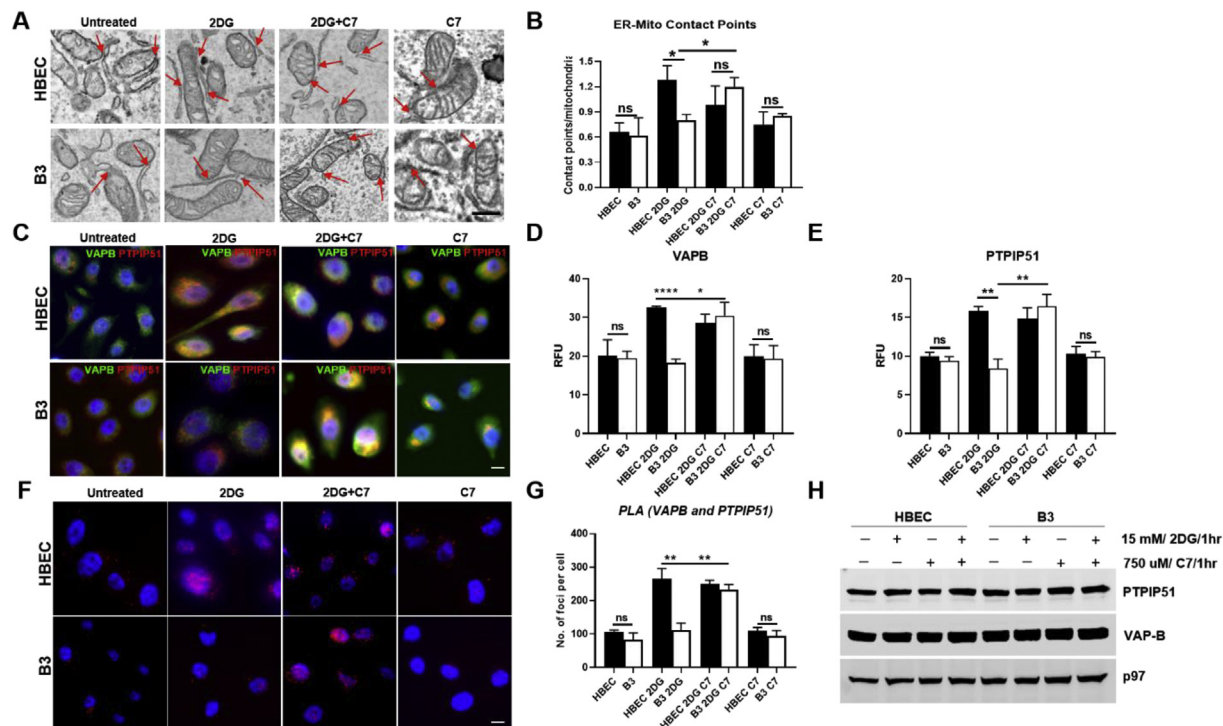 A
Untreated 2DG 2DG+C7 C7
HBEC
B3
B
ER-Mito Contact Points
Contact points/mitochondria
1.5
1.2
0.9
0.6
0.3
0.0
ns * * ns ns
HBEC B3 HBEC 2DG B3 2DG HBEC 2DG C7 B3 2DG C7 HBEC C7 B3 C7
C
Untreated 2DG 2DG+C7 C7
HBEC
VAPB PTPIP51 VAPB PTPIP51 VAPB PTPIP51 VAPB PTPIP51
B3
VAPB PTPIP51 VAPB PTPIP51 VAPB PTPIP51 VAPB PTPIP51
D
VAPB
RFU
40
30
20
10
0
ns **** * ns
HBEC B3 HBEC 2DG B3 2DG HBEC 2DG C7 B3 2DG C7 HBEC C7 B3 C7
E
PTPIP51
RFU
20
15
10
5
0
ns ** ** ns
HBEC B3 HBEC 2DG B3 2DG HBEC 2DG C7 B3 2DG C7 HBEC C7 B3 C7
F
Untreated 2DG 2DG+C7 C7
HBEC
B3
G
PLA (VAPB and PTPIP51)
No. of foci per cell
400
300
200
100
0
ns ** ** ns
HBEC B3 HBEC 2DG B3 2DG HBEC 2DG C7 B3 2DG C7 HBEC C7 B3 C7
H
HBEC B3
− + − + − + − + 15 mM/ 2DG/1hr
− − + + − − + + 750 uM/ C7/1hr
PTPIP51
VAP-B
p97